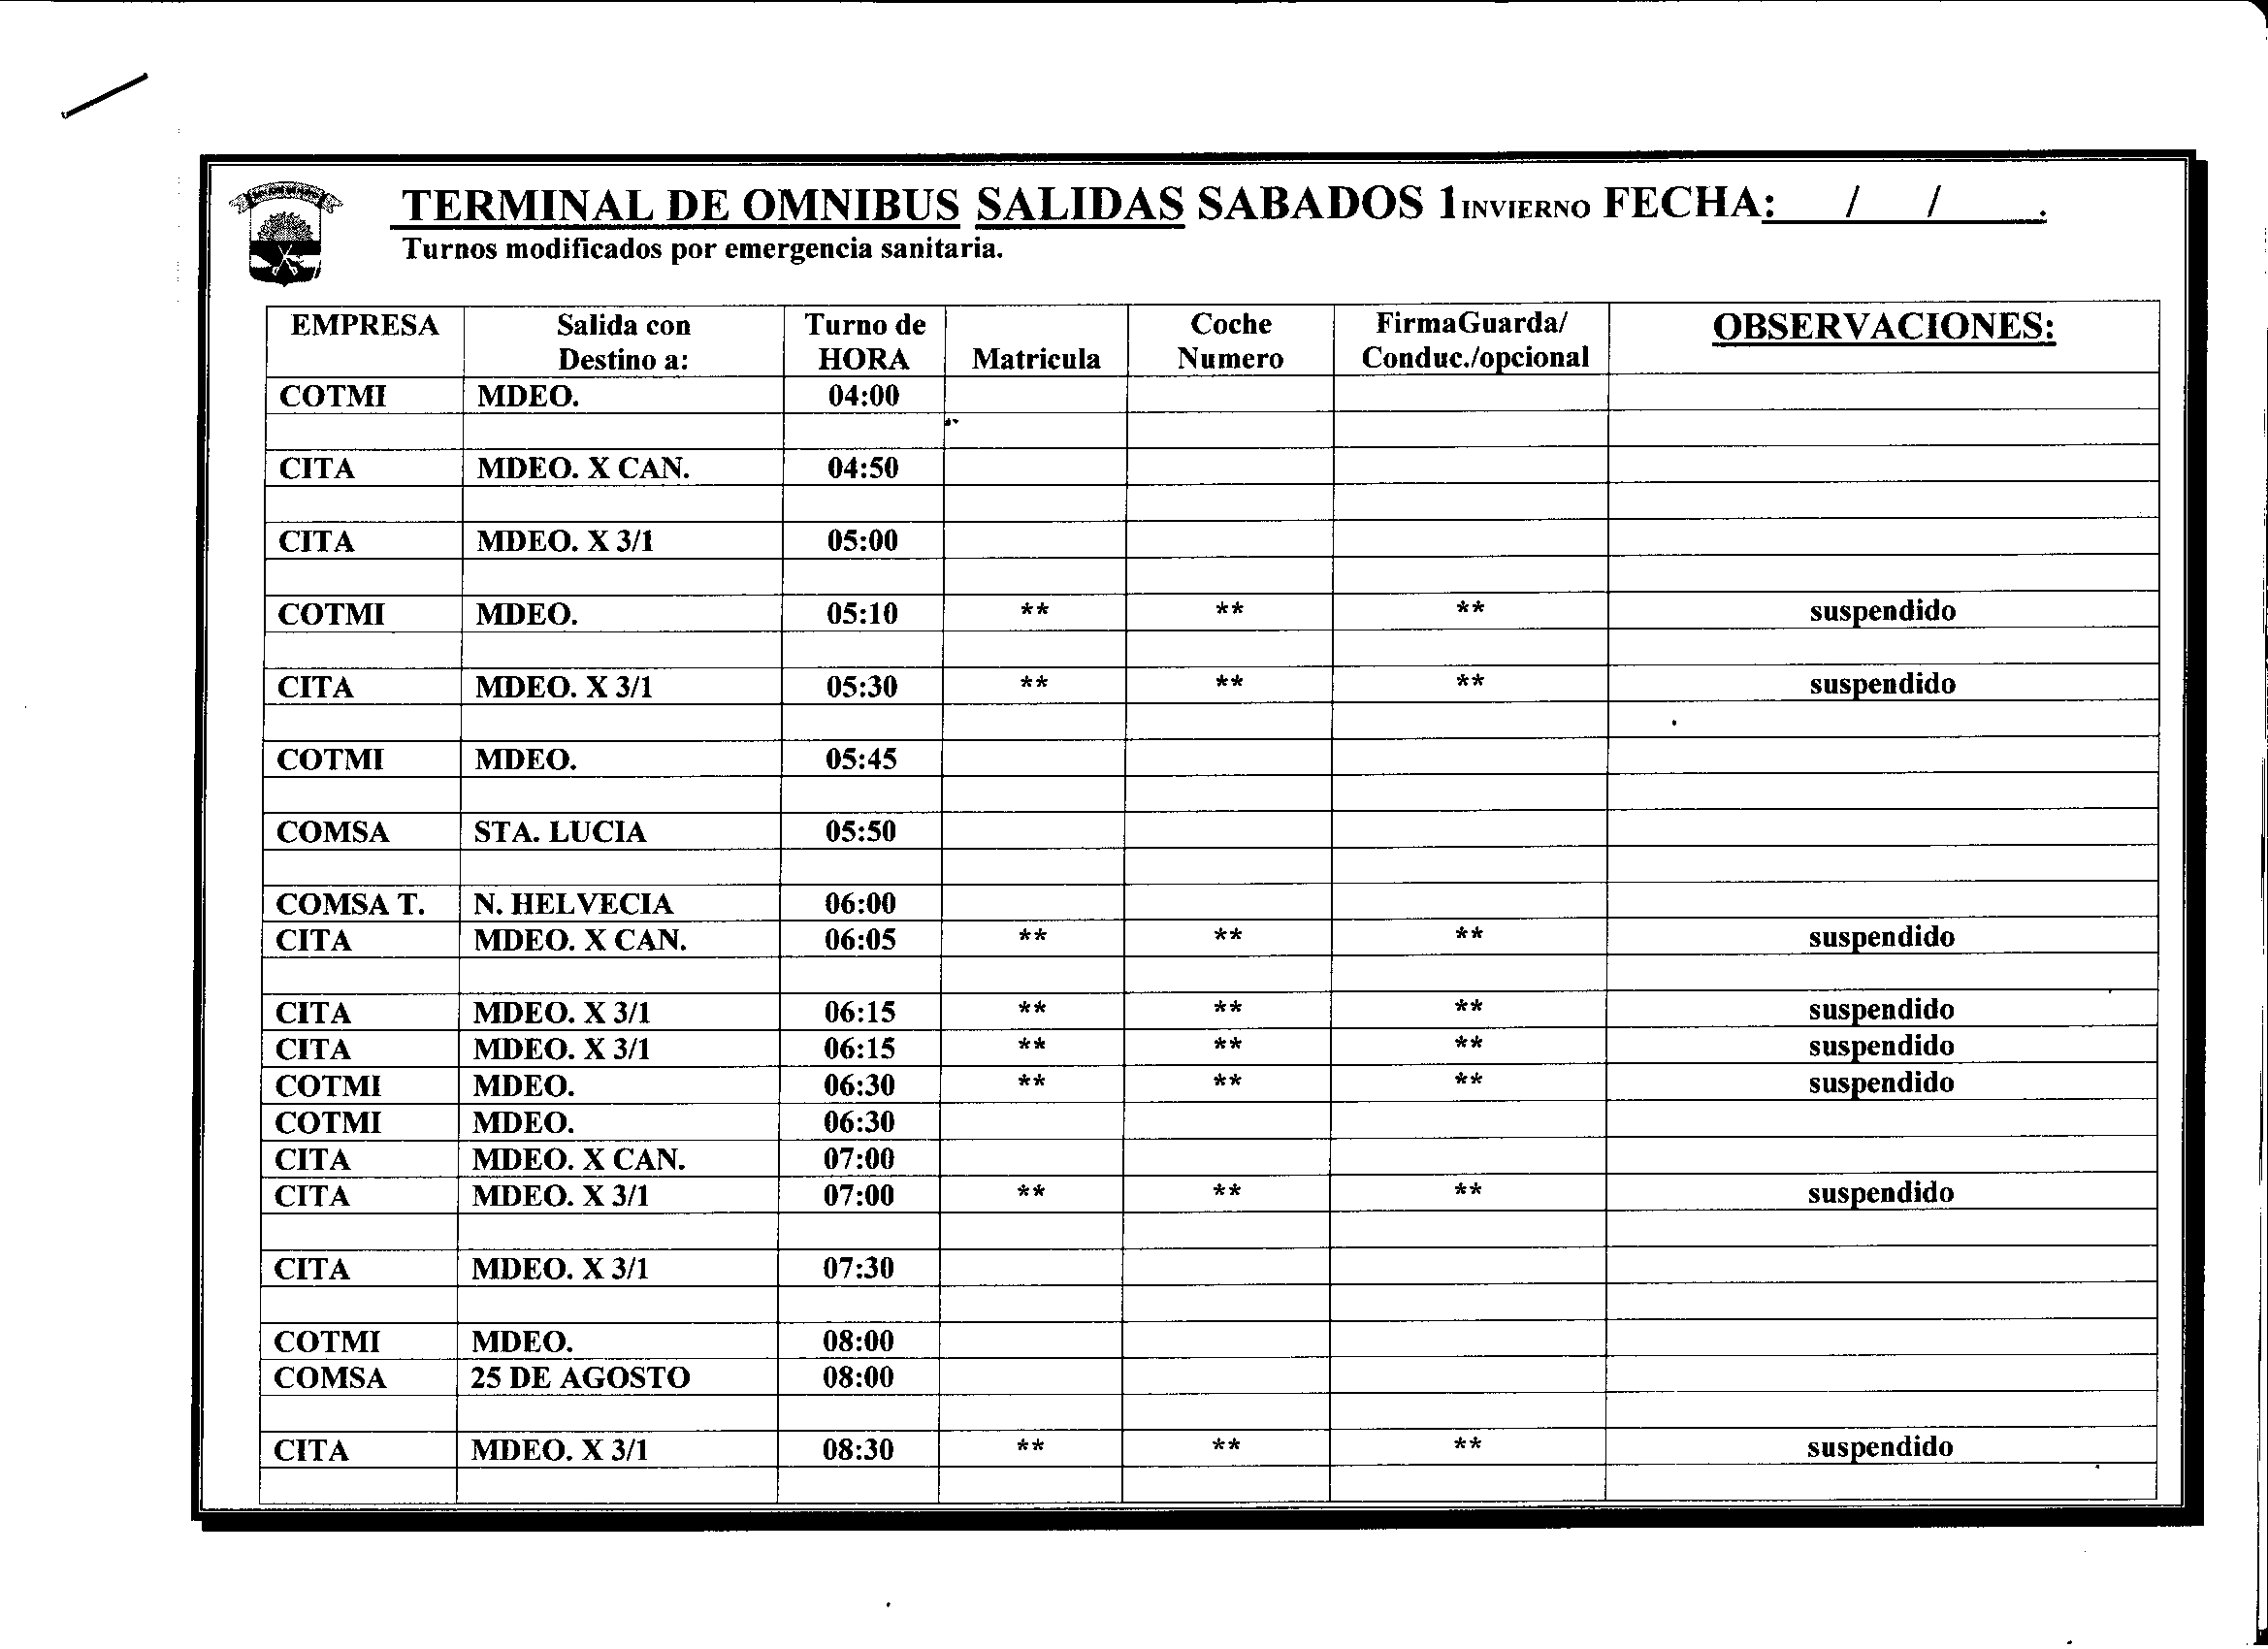 TERMINAL DE OMNIBUS SALIDAS SABADOS 1INVIERNO FECHA: / / .
Turnos modificados por emergencia sanitaria.
EMPRESA Salida con Destino a: Turno de HORA Matricula Coche Numero FirmaGuarda/ Conduc./opcional OBSERVACIONES:
COTMI MDEO. 04:00
CITA MDEO. X CAN. 04:50
CITA MDEO. X 3/1 05:00
COTMI MDEO. 05:10 ** ** ** suspendido
CITA MDEO. X 3/1 05:30 ** ** ** suspendido
COTMI MDEO. 05:45
COMSA STA. LUCIA 05:50
COMSA T. N. HELVECIA 06:00
CITA MDEO. X CAN. 06:05 ** ** ** suspendido
CITA MDEO. X 3/1 06:15 ** ** ** suspendido
CITA MDEO. X 3/1 06:15 ** ** ** suspendido
COTMI MDEO. 06:30 ** ** ** suspendido
COTMI MDEO. 06:30
CITA MDEO. X CAN. 07:00
CITA MDEO. X 3/1 07:00 ** ** ** suspendido
CITA MDEO. X 3/1 07:30
COTMI MDEO. 08:00
COMSA 25 DE AGOSTO 08:00
CITA MDEO. X 3/1 08:30 ** ** ** suspendido